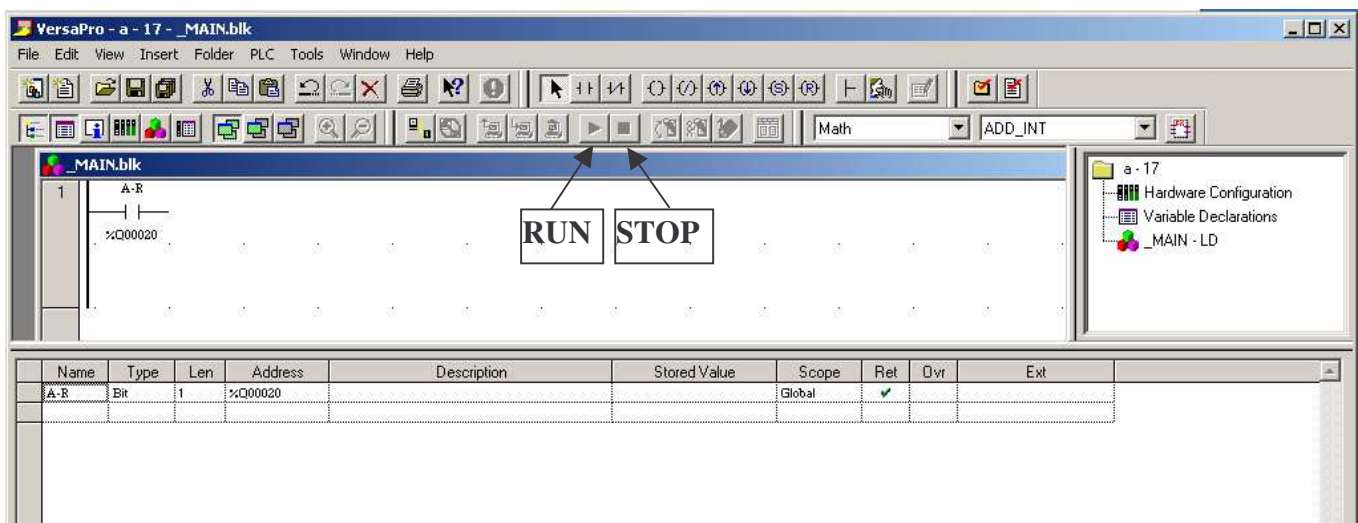 VersaPro - a - 17 - _MAIN.blk
File Edit View Insert Folder PLC Tools Window Help
Math ADD_INT
_MAIN.blk
1
A-R
%Q00020
RUN STOP
a - 17
Hardware Configuration
Variable Declarations
_MAIN - LD
Name Type Len Address Description Stored Value Scope Ret Ovr Ext
A-R Bit 1 %Q00020 Global